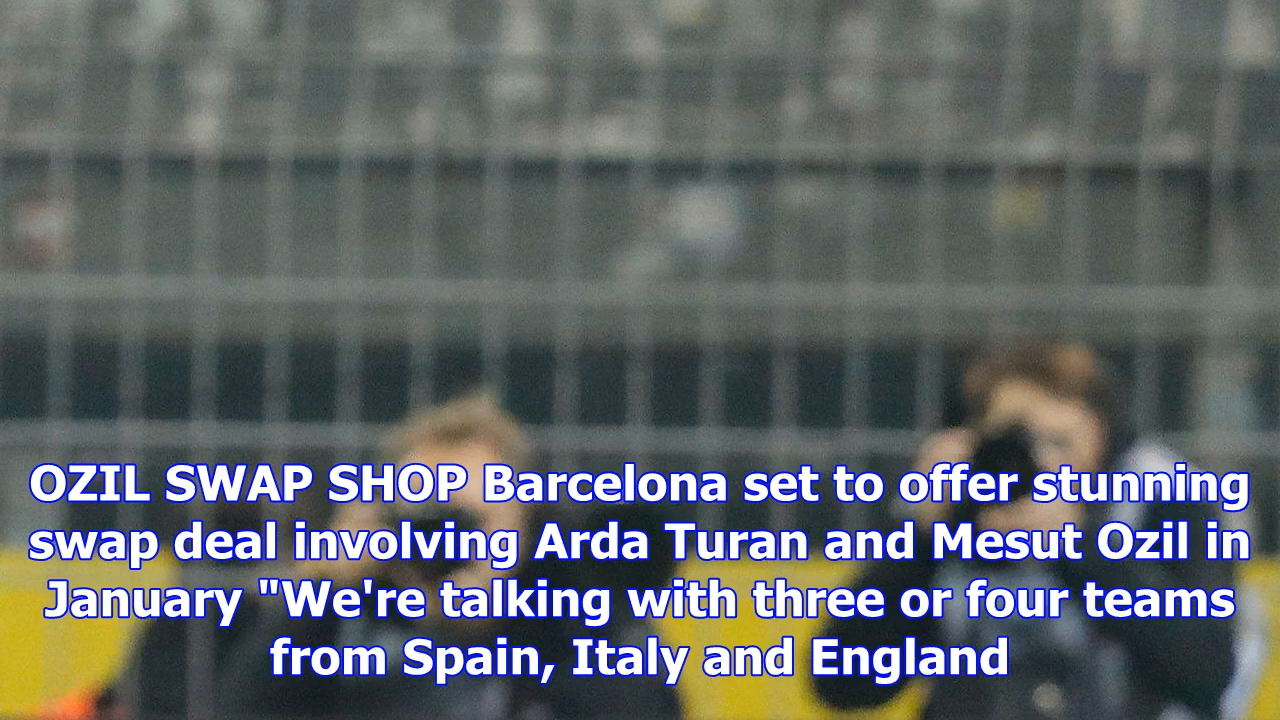 OZIL SWAP SHOP Barcelona set to offer stunning
swap deal involving Arda Turan and Mesut Ozil in
January "We're talking with three or four teams
from Spain, Italy and England